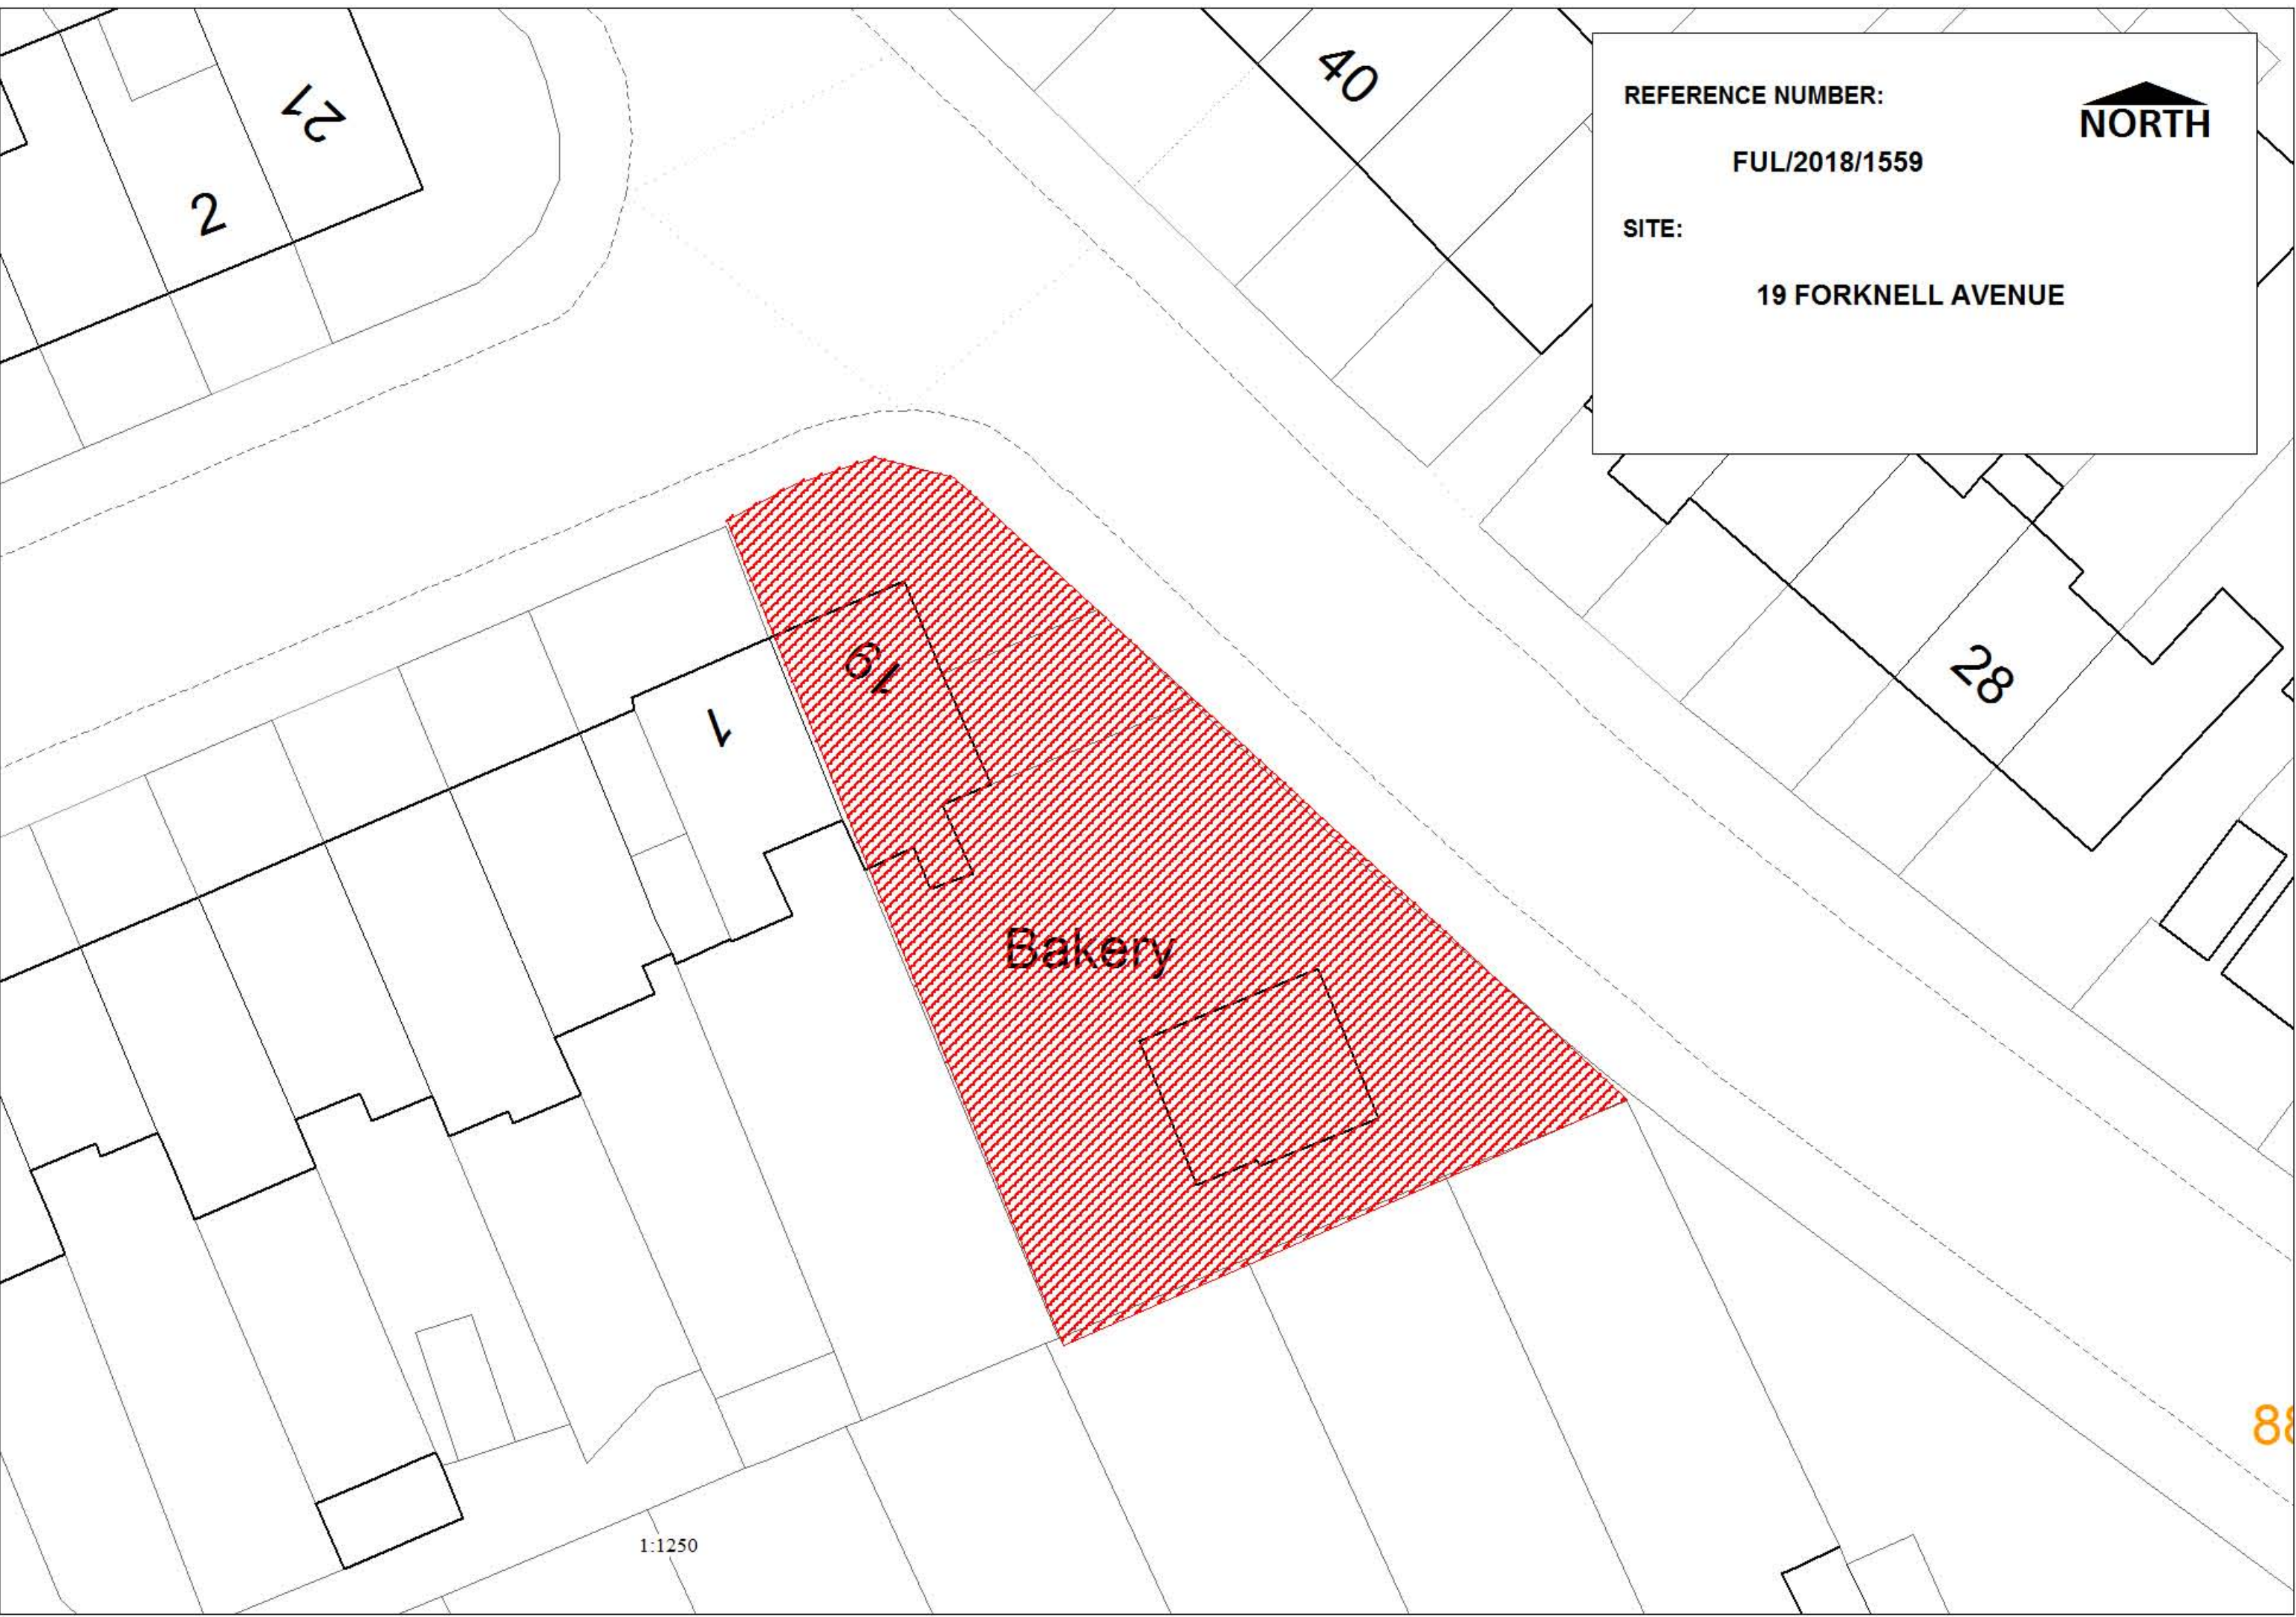 21
2
40
REFERENCE NUMBER:
NORTH
FUL/2018/1559
SITE:
19 FORKNELL AVENUE
19
1
28
Bakery
88
1:1250